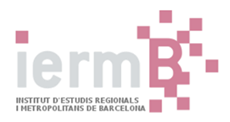 iermB
INSTITUT D'ESTUDIS REGIONALS
I METROPOLITANS DE BARCELONA